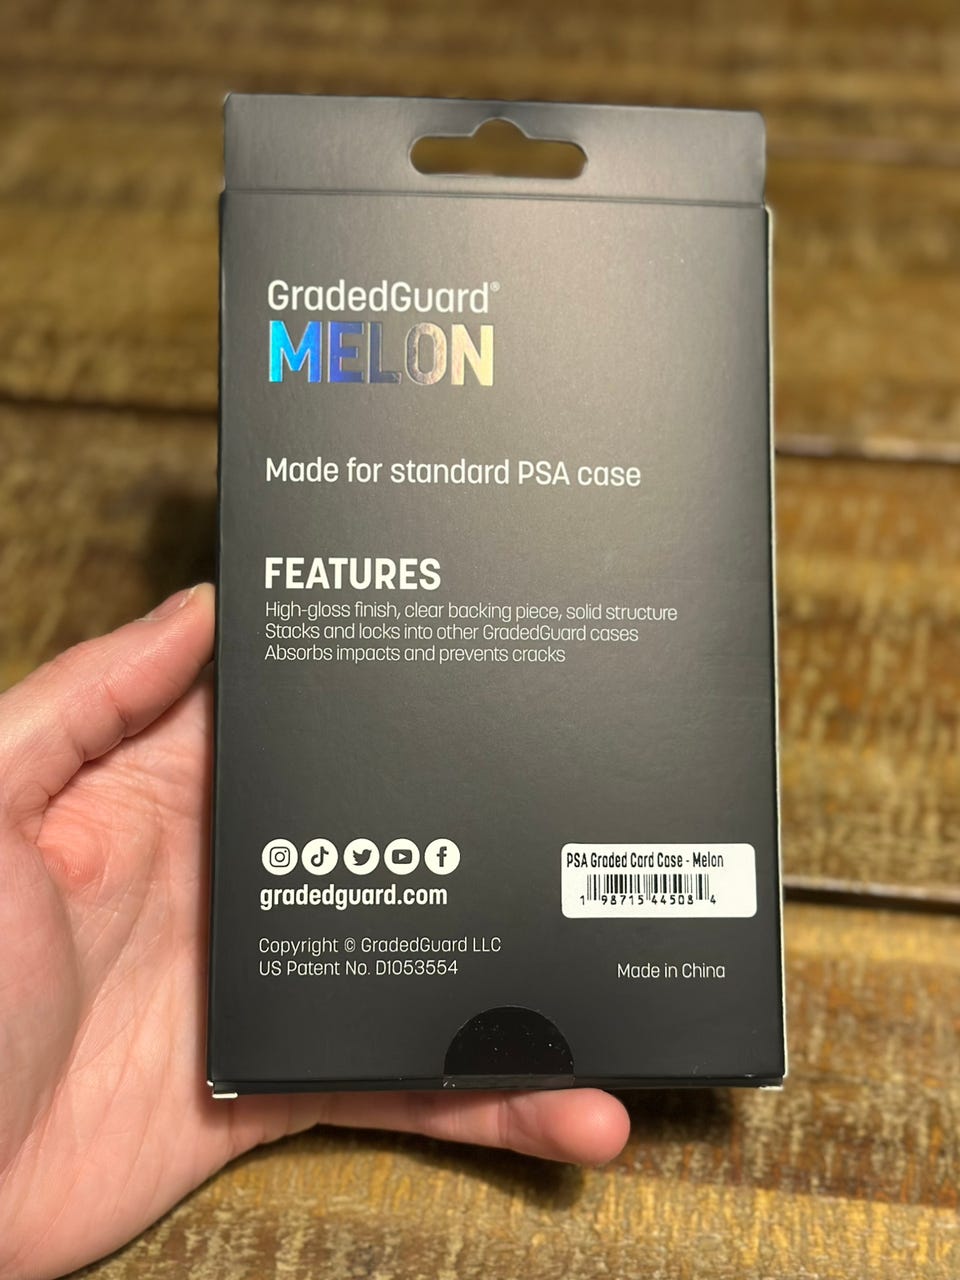 GradedGuard®
MELON
Made for standard PSA case
FEATURES
High-gloss finish, clear backing piece, solid structure
Stacks and locks into other GradedGuard cases
Absorbs impacts and prevents cracks
gradedguard.com
PSA Graded Card Case - Melon
1 98715 44508 4
Copyright © GradedGuard LLC
US Patent No. D1053554
Made in China